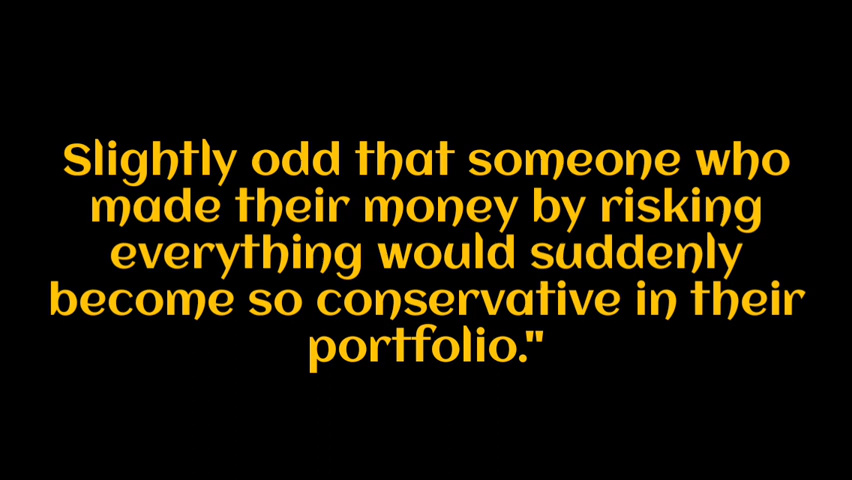 Slightly odd that someone who
made their money by risking
everything would suddenly
become so conservative in their
portfolio."